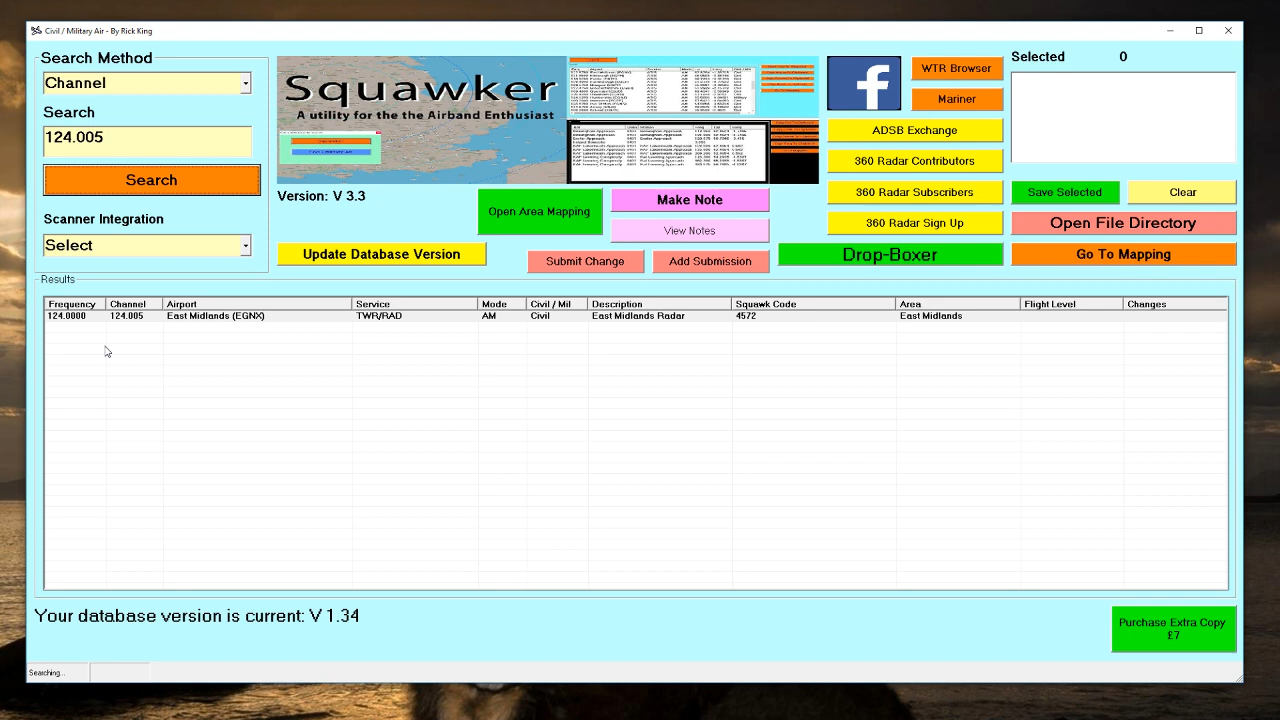 Civil / Military Air - By Rick King
Search Method
Channel
Search
124.005
Search
Scanner Integration
Select
Squawker
A utility for the the Airband Enthusiast
Version: V 3.3
Open Area Mapping
Make Note
View Notes
Update Database Version
Submit Change
Add Submission
WTR Browser
Mariner
ADSB Exchange
360 Radar Contributors
360 Radar Subscribers
360 Radar Sign Up
Drop-Boxer
Selected 0
Save Selected
Clear
Open File Directory
Go To Mapping
Results
Frequency Channel Airport Service Mode Civil / Mil Description Squawk Code Area Flight Level Changes
124.0000 124.005 East Midlands (EGNX) TWR/RAD AM Civil East Midlands Radar 4572 East Midlands
Your database version is current: V 1.34
Purchase Extra Copy
£7
Searching...